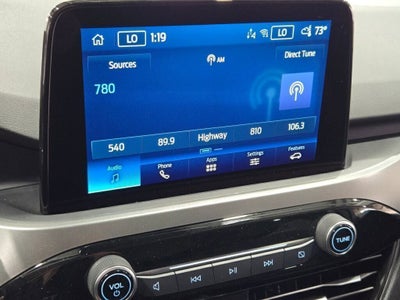 LO 1:19 LO 73°
Sources AM Direct Tune
780
540 89.9 Highway 810 106.3
Audio Phone Apps Settings Features
VOL TUNE